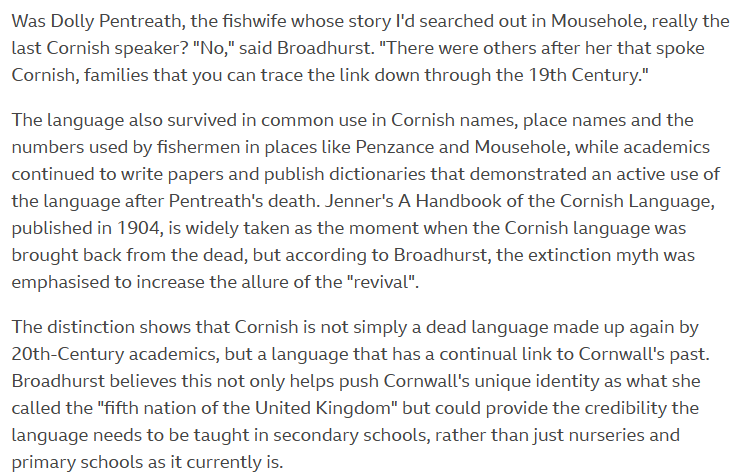 Was Dolly Pentreath, the fishwife whose story I'd searched out in Mousehole, really the
last Cornish speaker? "No," said Broadhurst. "There were others after her that spoke
Cornish, families that you can trace the link down through the 19th Century."
The language also survived in common use in Cornish names, place names and the
numbers used by fishermen in places like Penzance and Mousehole, while academics
continued to write papers and publish dictionaries that demonstrated an active use of
the language after Pentreath's death. Jenner's A Handbook of the Cornish Language,
published in 1904, is widely taken as the moment when the Cornish language was
brought back from the dead, but according to Broadhurst, the extinction myth was
emphasised to increase the allure of the "revival".
The distinction shows that Cornish is not simply a dead language made up again by
20th-Century academics, but a language that has a continual link to Cornwall's past.
Broadhurst believes this not only helps push Cornwall's unique identity as what she
called the "fifth nation of the United Kingdom" but could provide the credibility the
language needs to be taught in secondary schools, rather than just nurseries and
primary schools as it currently is.